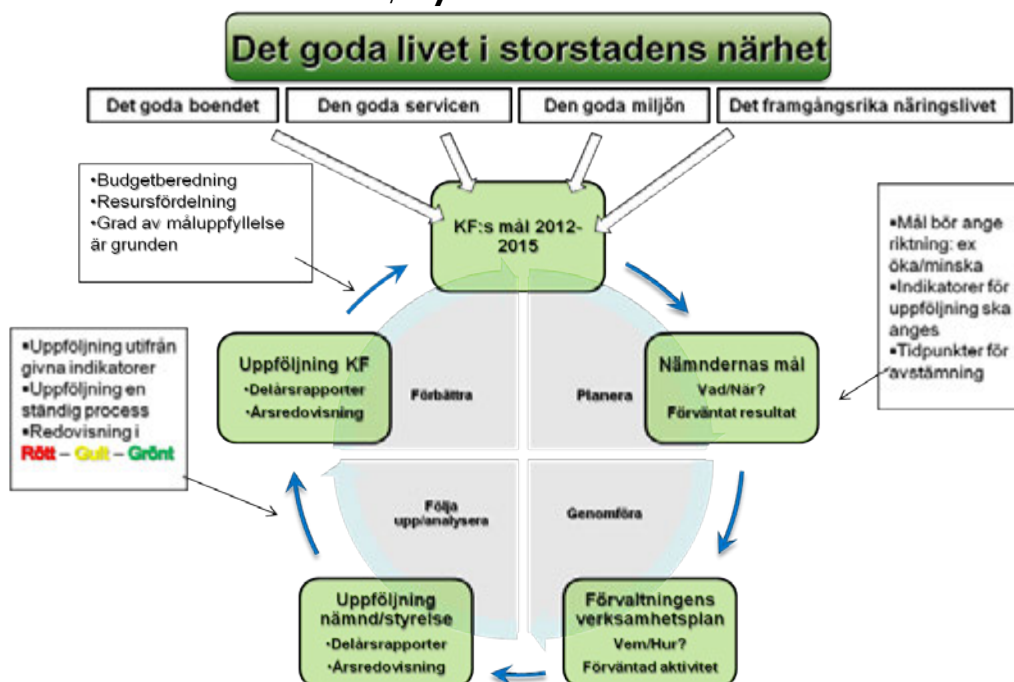 Det goda livet i storstadens närhet
Det goda boendet
Den goda servicen
Den goda miljön
Det framgångsrika näringslivet
•Budgetberedning
•Resursfördelning
•Grad av måluppfyllelse
är grunden
KF:s mål 2012-
2015
▪Mål bör ange
riktning: ex
öka/minska
▪Indikatorer för
uppföljning ska
anges
▪Tidpunkter för
avstämning
▪Uppföljning utifrån
givna indikatorer
▪Uppföljning en
ständig process
▪Redovisning i
Rött – Gult – Grönt
Uppföljning KF
•Delårsrapporter
•Årsredovisning
Förbättra
Planera
Nämndernas mål
Vad/När?
Förväntat resultat
Följa
upp/analysera
Genomföra
Uppföljning
nämnd/styrelse
•Delårsrapporter
•Årsredovisning
Förvaltningens
verksamhetsplan
Vem/Hur?
Förväntad aktivitet